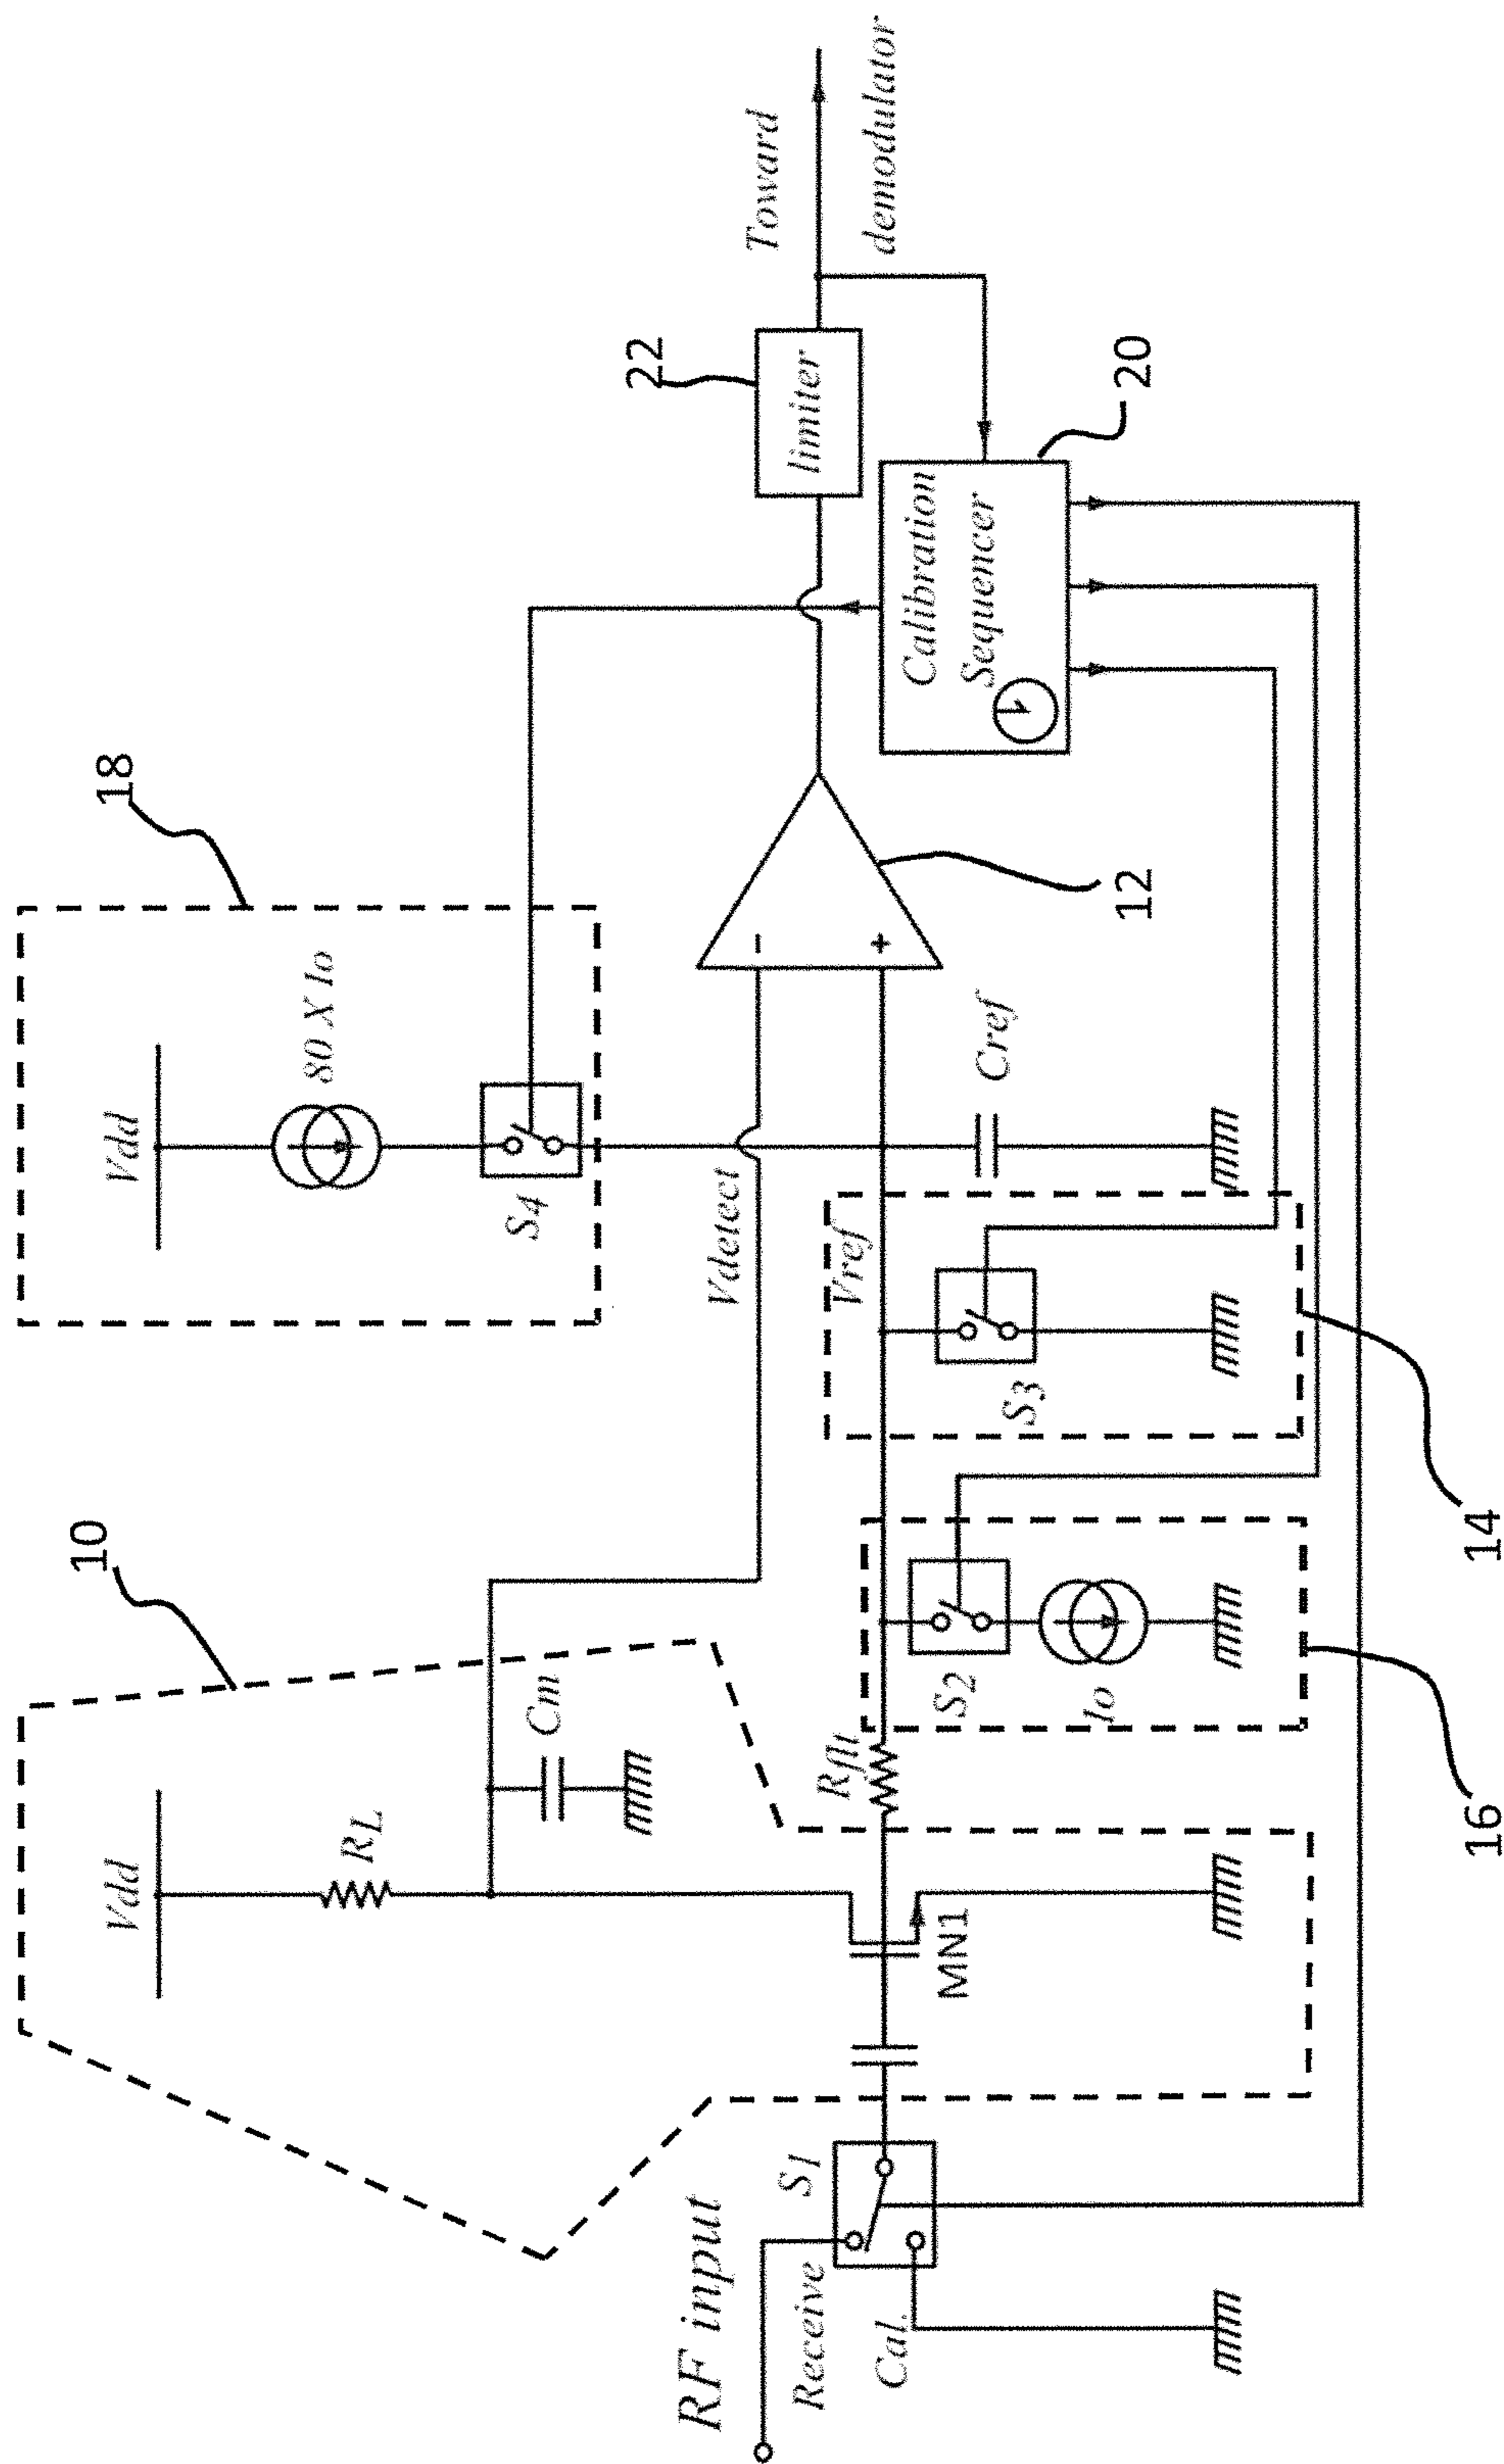 10
18
Vdd
RL
Cm
Vdd
80 X Io
S4
22
limiter
Toward
demodulator
Vdetect
RF input
Receive
Cal.
S1
MN1
Rflt
Vref
S2
Io
S3
Cref
-
+
12
Calibration
Sequencer
20
16
14